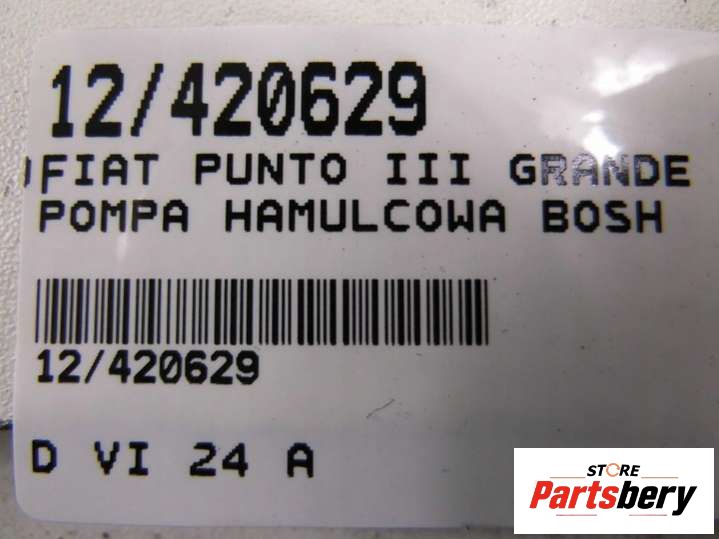 12/420629
FIAT PUNTO III GRANDE
POMPA HAMULCOWA BOSH
12/420629
D VI 24 A
STORE
Partsbery